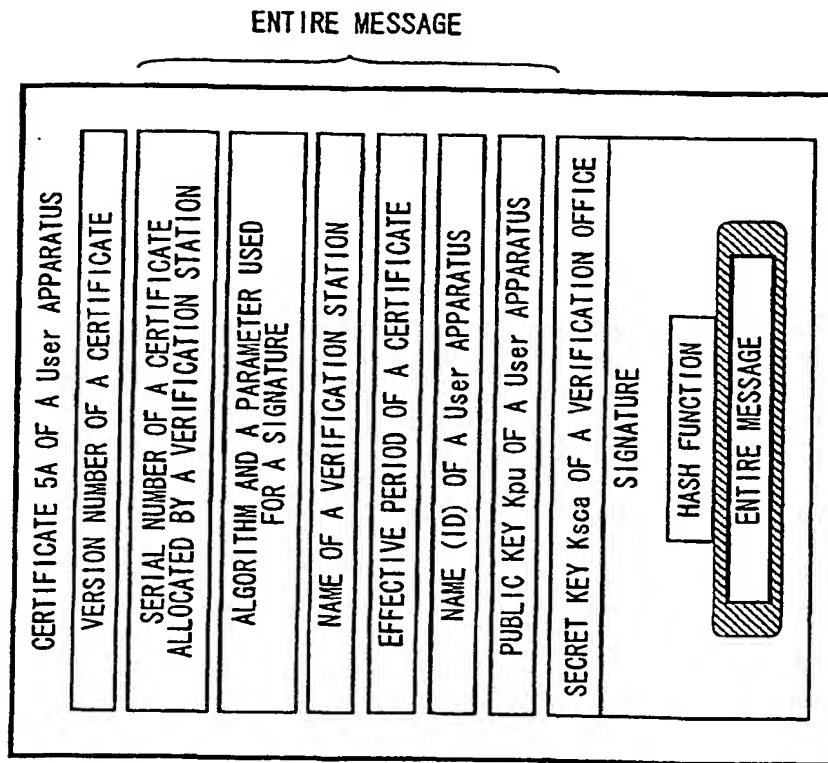 ENTIRE MESSAGE
CERTIFICATE 5A OF A User APPARATUS
VERSION NUMBER OF A CERTIFICATE
SERIAL NUMBER OF A CERTIFICATE
ALLOCATED BY A VERIFICATION STATION
ALGORITHM AND A PARAMETER USED
FOR A SIGNATURE
NAME OF A VERIFICATION STATION
EFFECTIVE PERIOD OF A CERTIFICATE
NAME (ID) OF A User APPARATUS
PUBLIC KEY Kpu OF A User APPARATUS
SECRET KEY Ksca OF A VERIFICATION OFFICE
SIGNATURE
HASH FUNCTION
ENTIRE MESSAGE